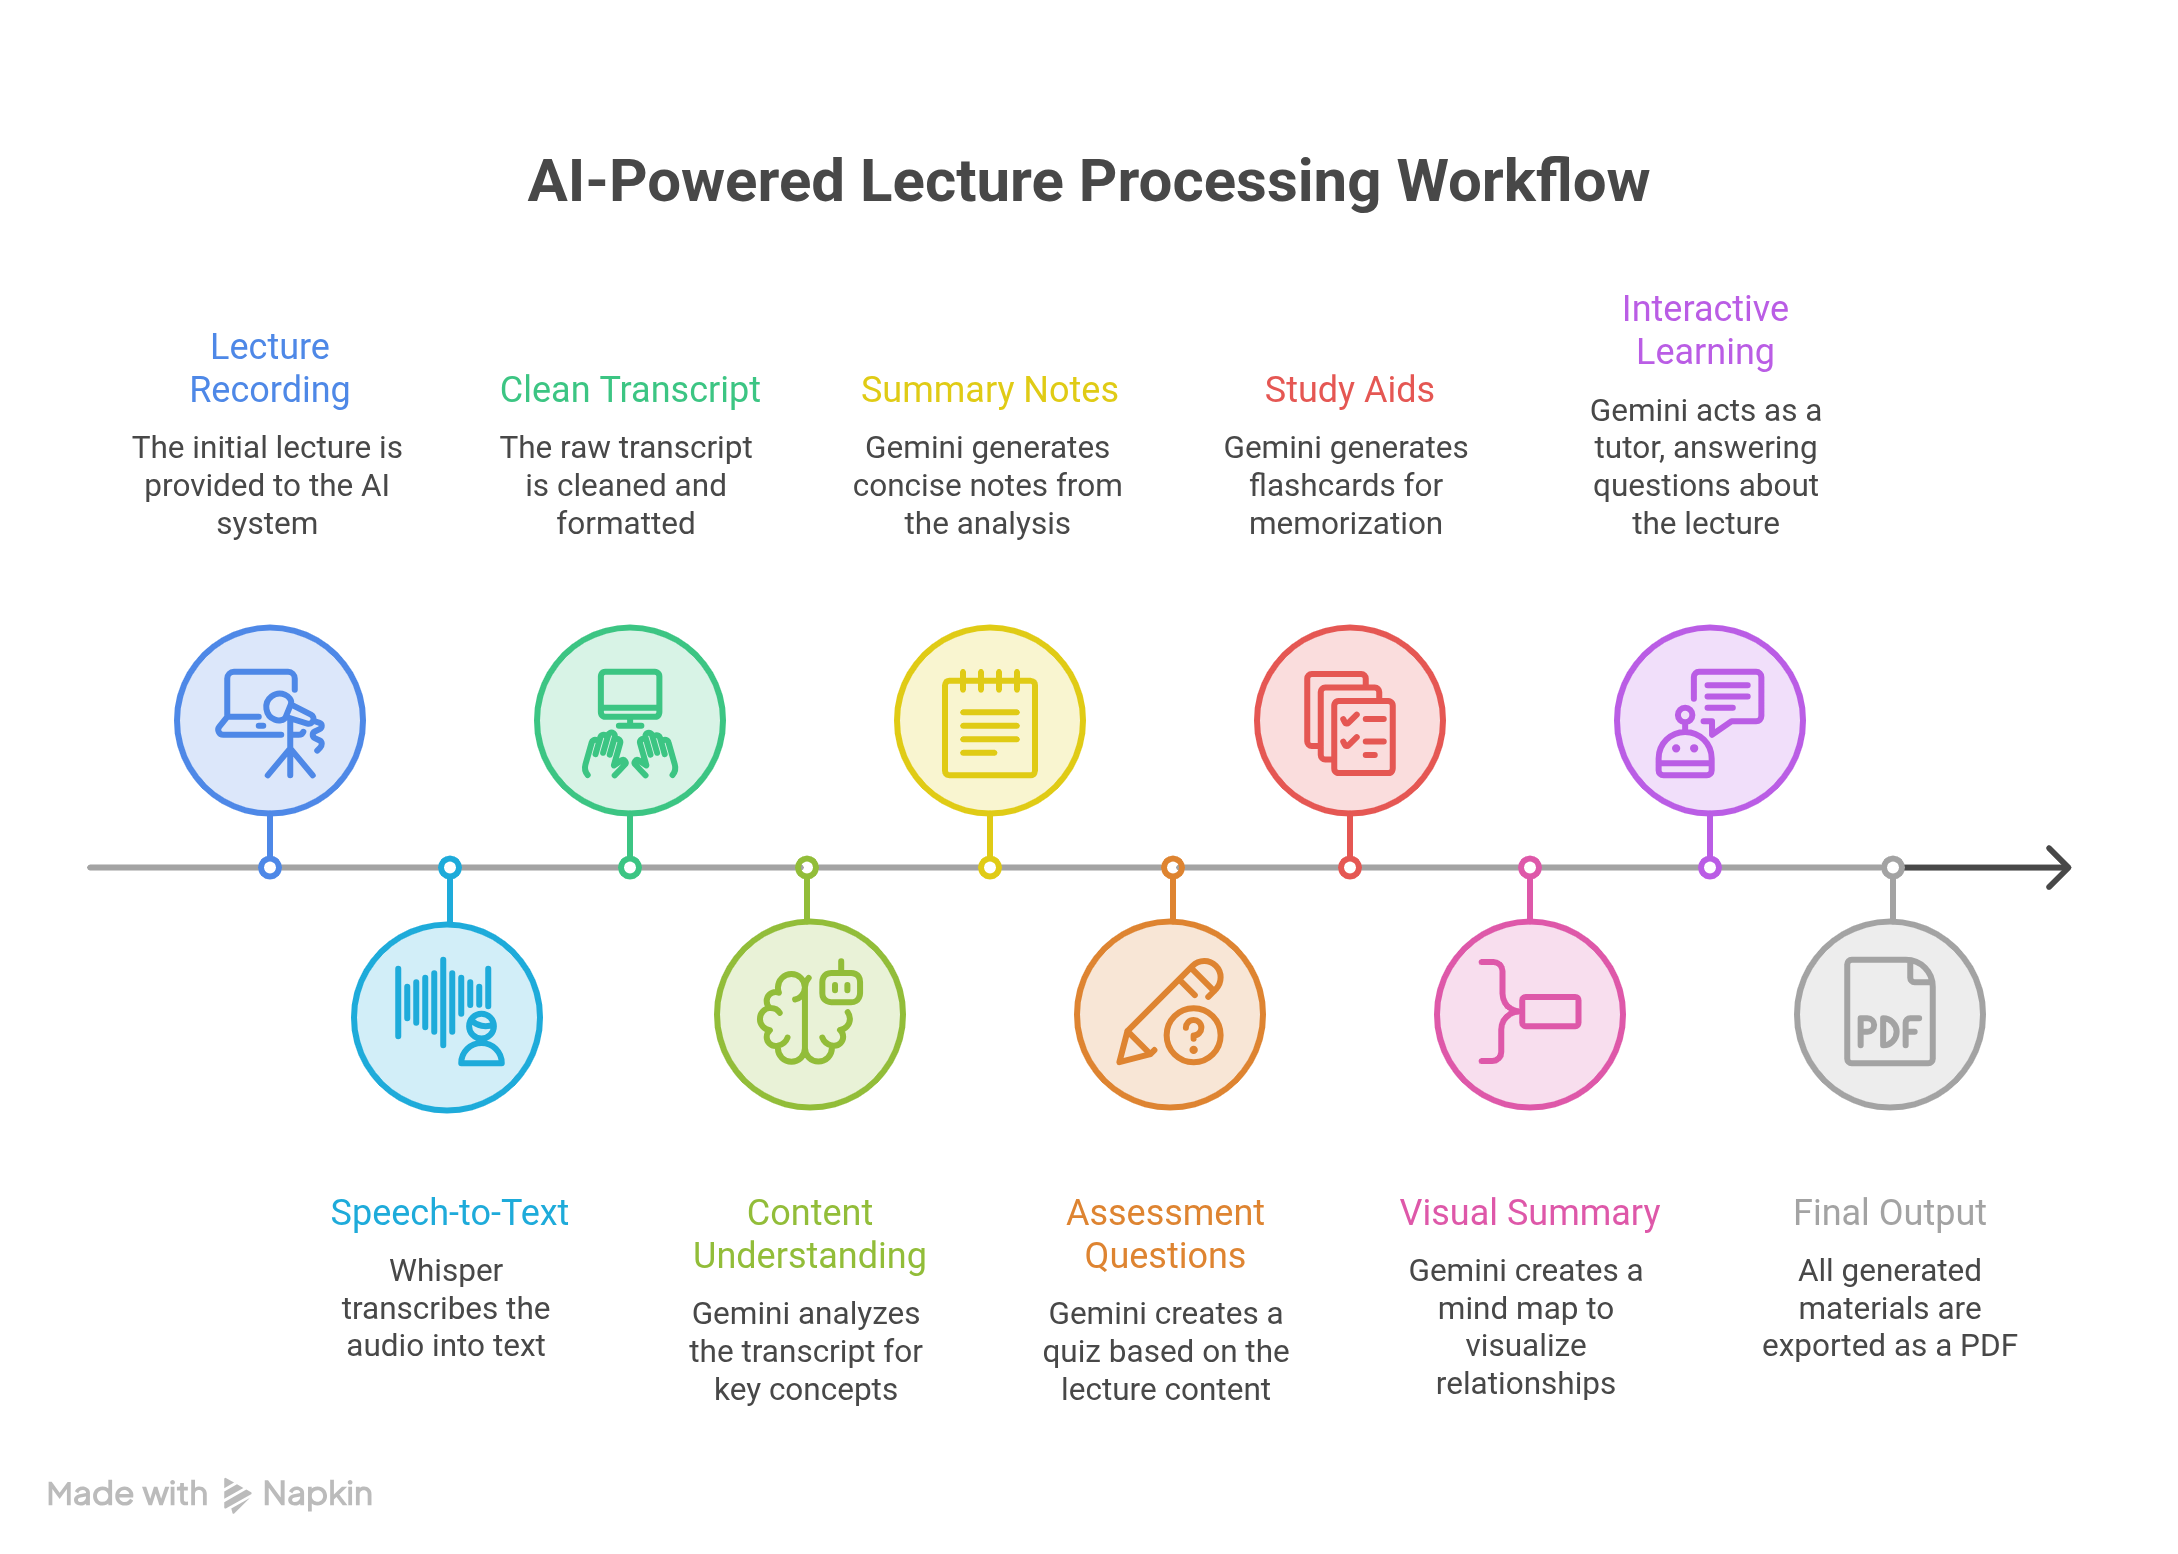 AI-Powered Lecture Processing Workflow
Lecture
Recording
The initial lecture is
provided to the AI
system
Speech-to-Text
Whisper
transcribes the
audio into text
Clean Transcript
The raw transcript
is cleaned and
formatted
Content
Understanding
Gemini analyzes
the transcript for
key concepts
Summary Notes
Gemini generates
concise notes from
the analysis
Assessment
Questions
Gemini creates a
quiz based on the
lecture content
Study Aids
Gemini generates
flashcards for
memorization
Visual Summary
Gemini creates a
mind map to
visualize
relationships
Interactive
Learning
Gemini acts as a
tutor, answering
questions about
the lecture
?
PDF
Final Output
All generated
materials are
exported as a PDF
Made with Napkin